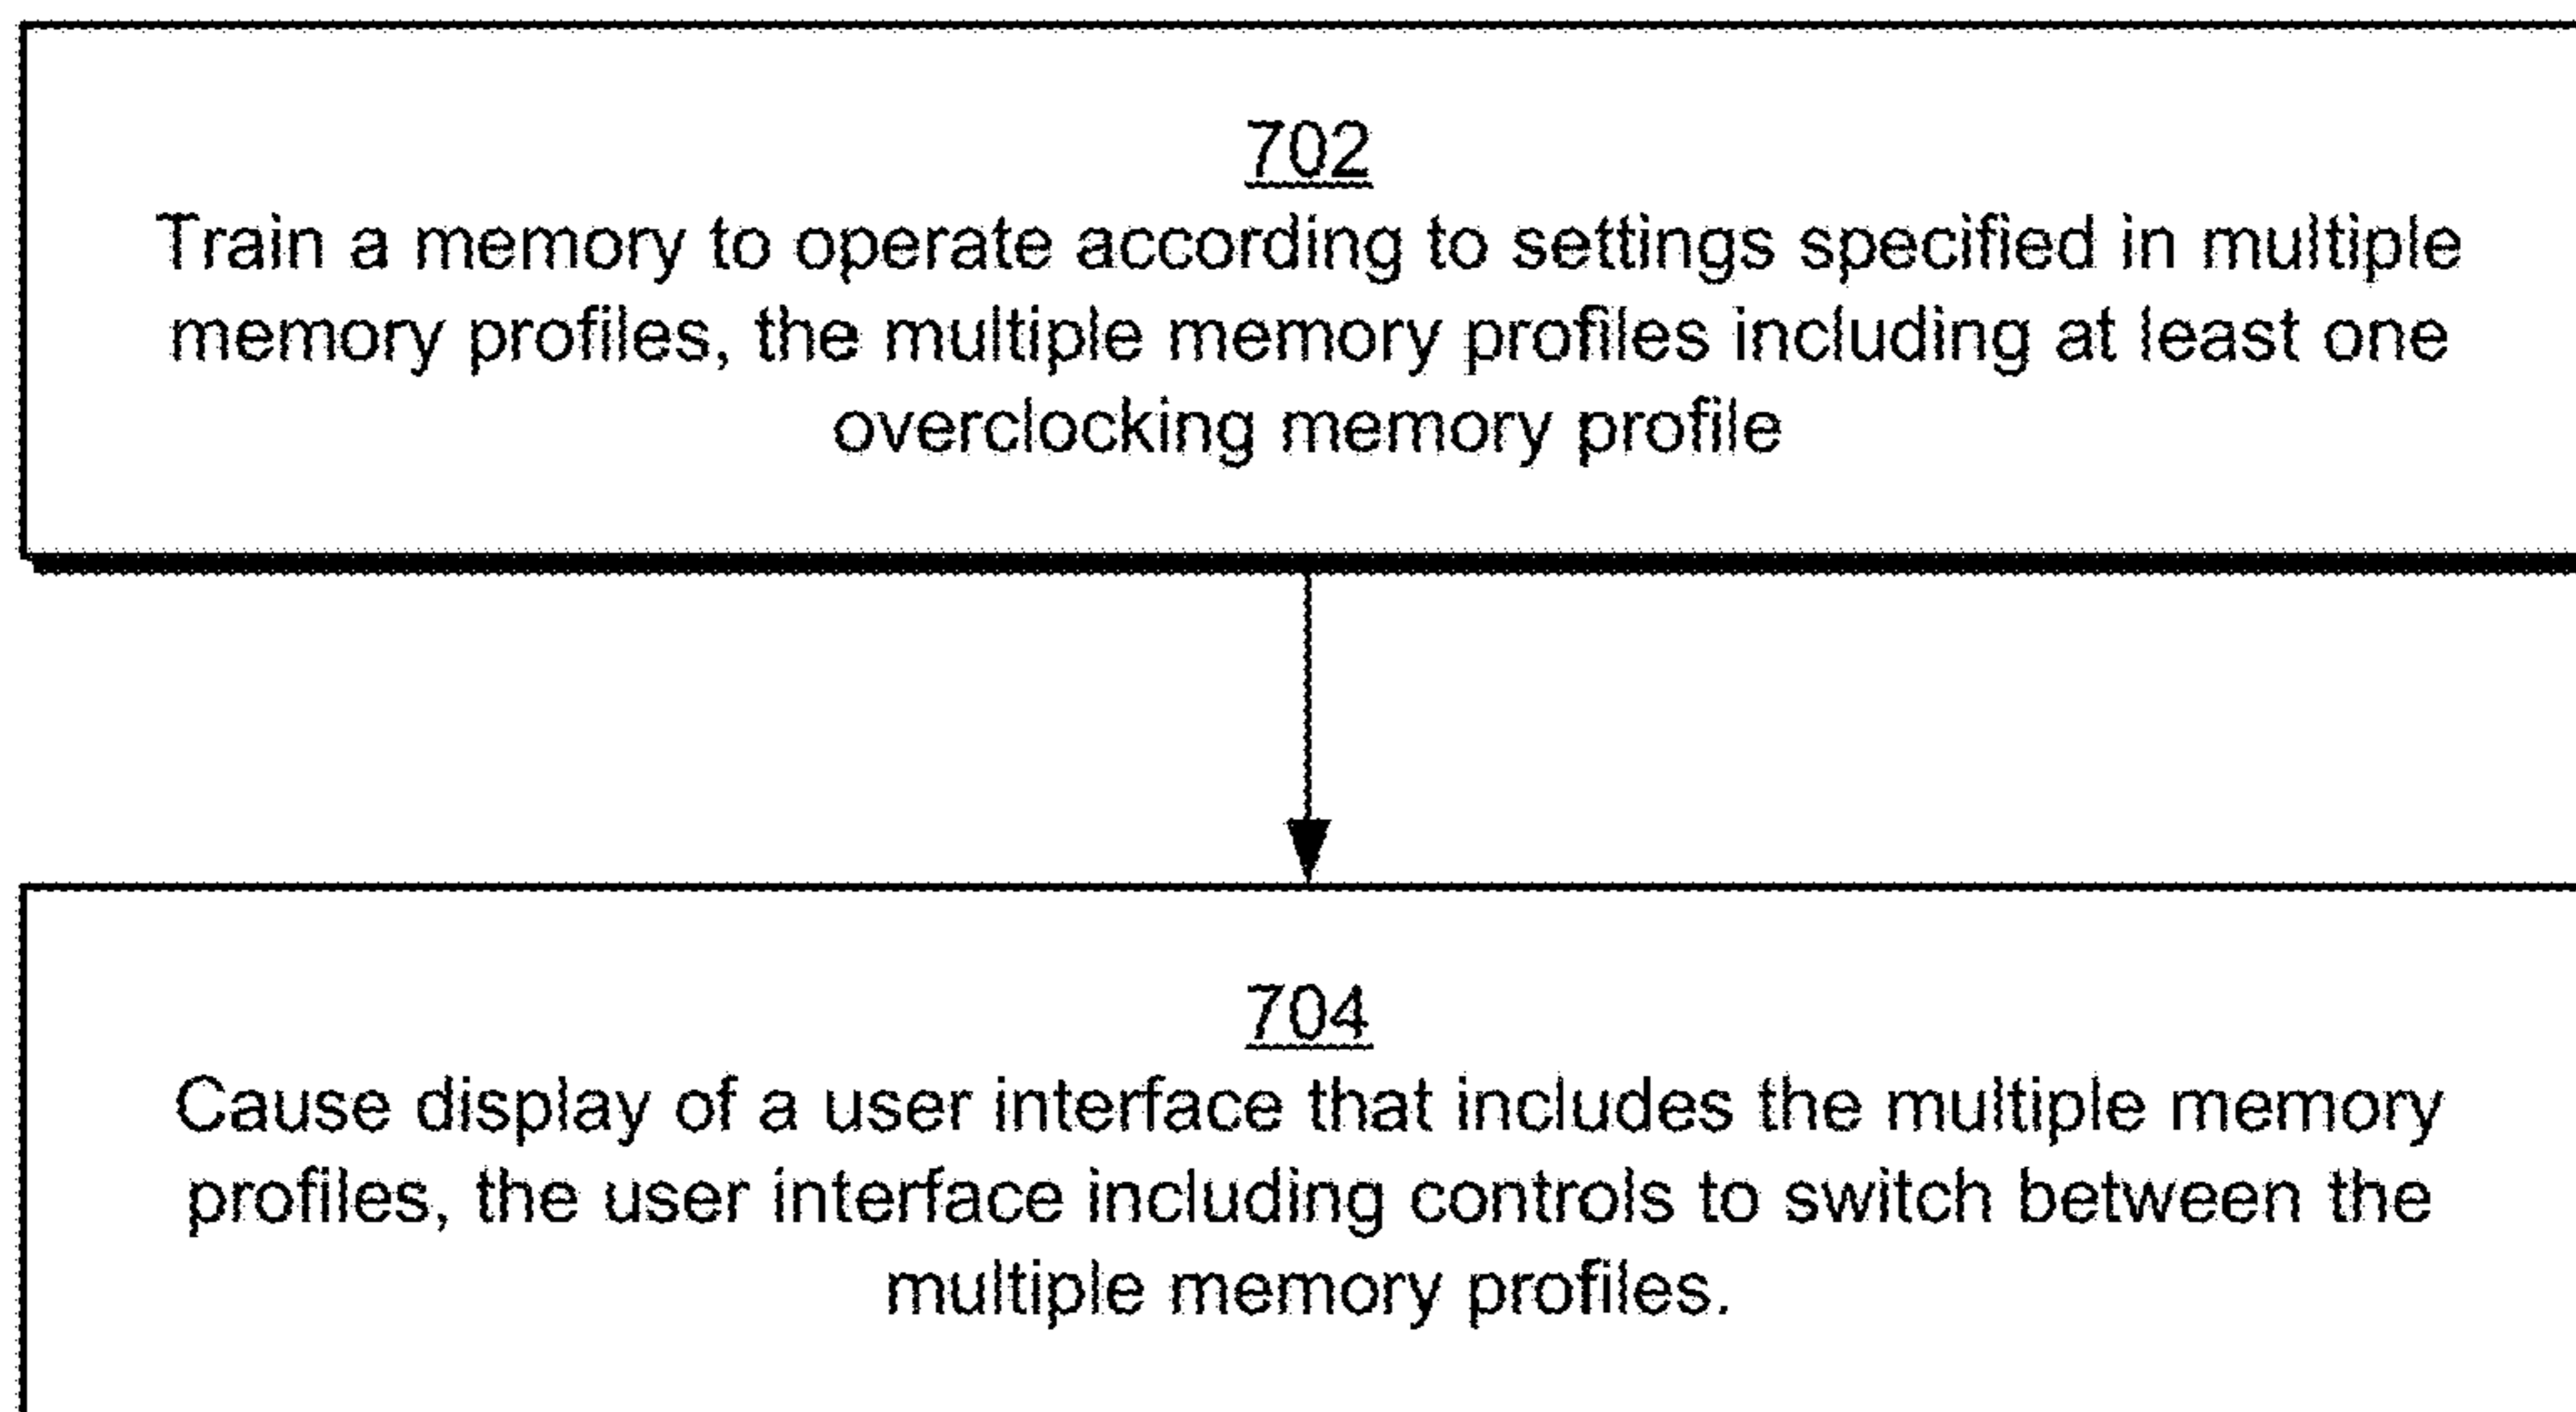 702
Train a memory to operate according to settings specified in multiple
memory profiles, the multiple memory profiles including at least one
overclocking memory profile
704
Cause display of a user interface that includes the multiple memory
profiles, the user interface including controls to switch between the
multiple memory profiles.